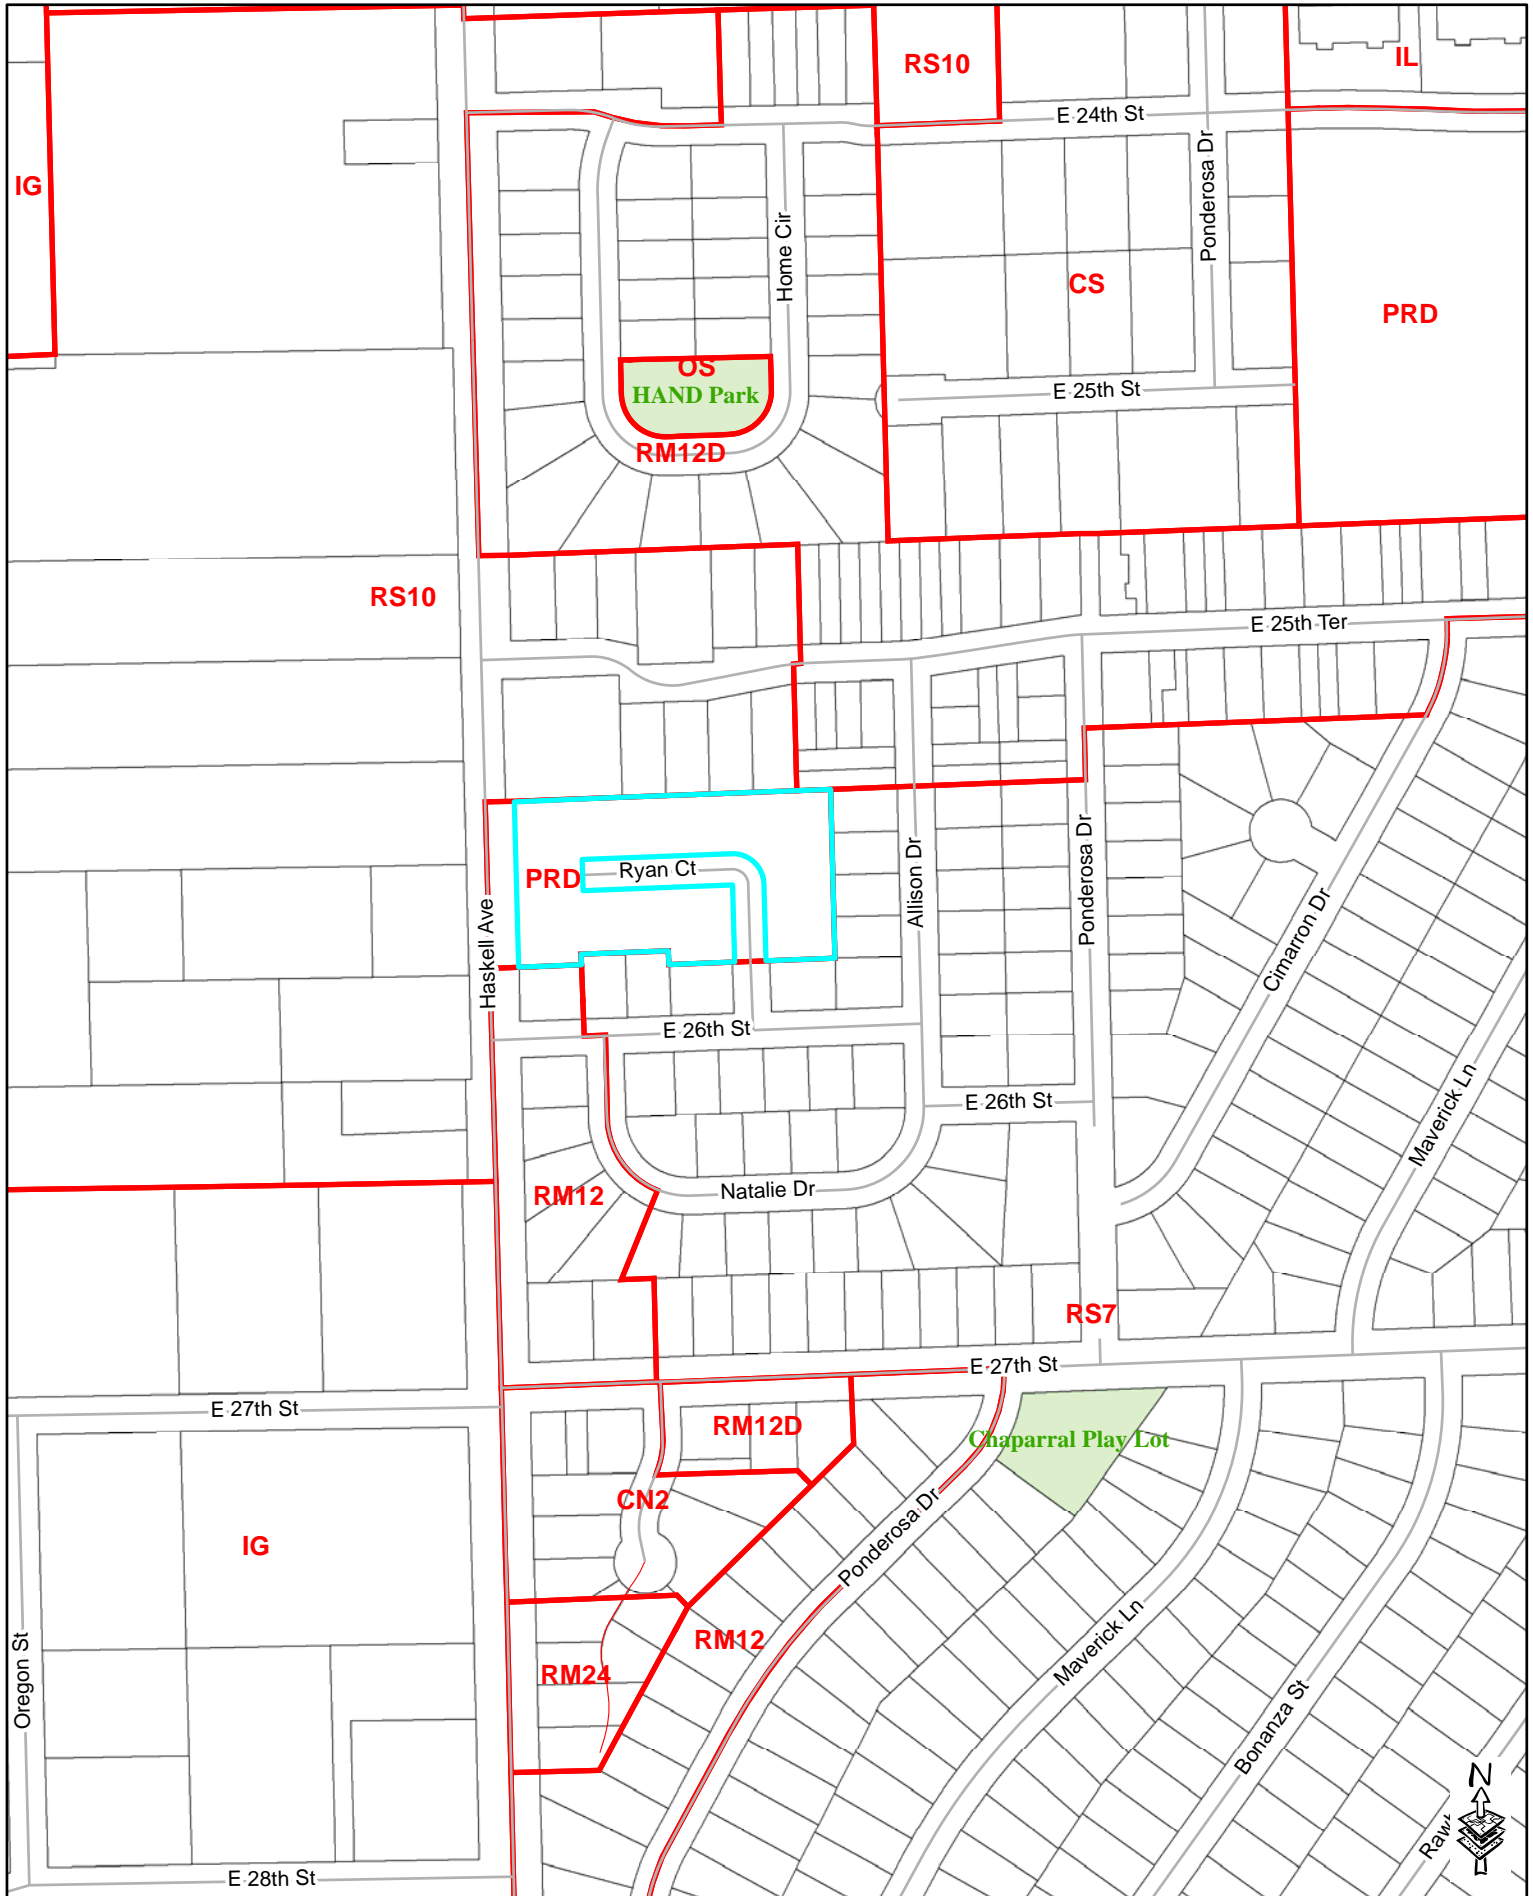 RS10
IL
E 24th St
IG
Ponderosa Dr
Home Cir
CS
PRD
OS
HAND Park
E 25th St
RM12D
RS10
E 25th Ter
PRD
Ryan Ct
Allison Dr
Ponderosa Dr
Haskell Ave
Cimarron Dr
E 26th St
E 26th St
Maverick Ln
RM12
Natalie Dr
RS7
E 27th St
E 27th St
RM12D
Chaparral Play Lot
CN2
IG
Ponderosa Dr
RM12
Maverick Ln
RM24
Oregon St
Bonanza St
N
E 28th St